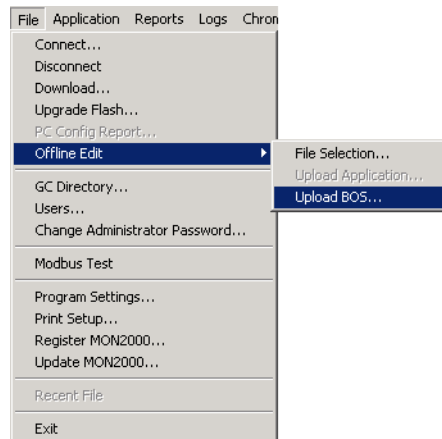 File Application Reports Logs Chron
Connect...
Disconnect
Download...
Upgrade Flash...
PC Config Report...
Offline Edit
File Selection...
Upload Application...
Upload BOS...
GC Directory...
Users...
Change Administrator Password...
Modbus Test
Program Settings...
Print Setup...
Register MON2000...
Update MON2000...
Recent File
Exit